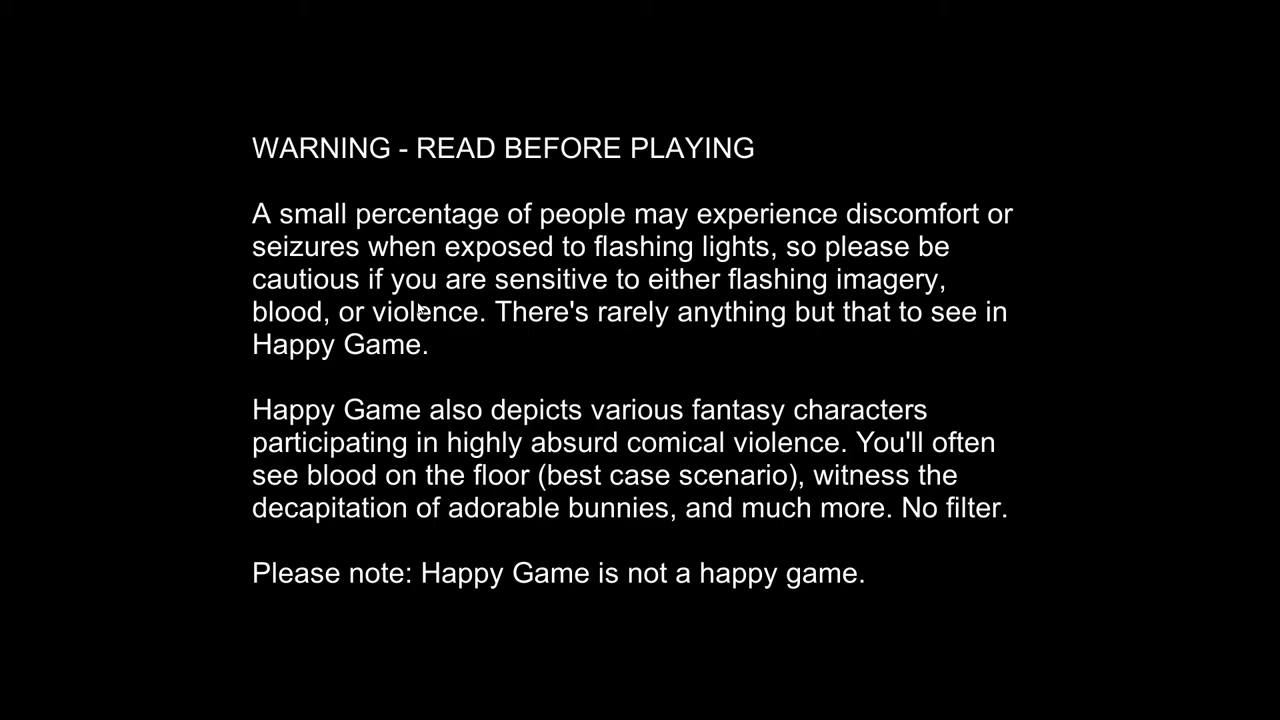 WARNING - READ BEFORE PLAYING
A small percentage of people may experience discomfort or
seizures when exposed to flashing lights, so please be
cautious if you are sensitive to either flashing imagery,
blood, or violence. There's rarely anything but that to see in
Happy Game.
Happy Game also depicts various fantasy characters
participating in highly absurd comical violence. You'll often
see blood on the floor (best case scenario), witness the
decapitation of adorable bunnies, and much more. No filter.
Please note: Happy Game is not a happy game.